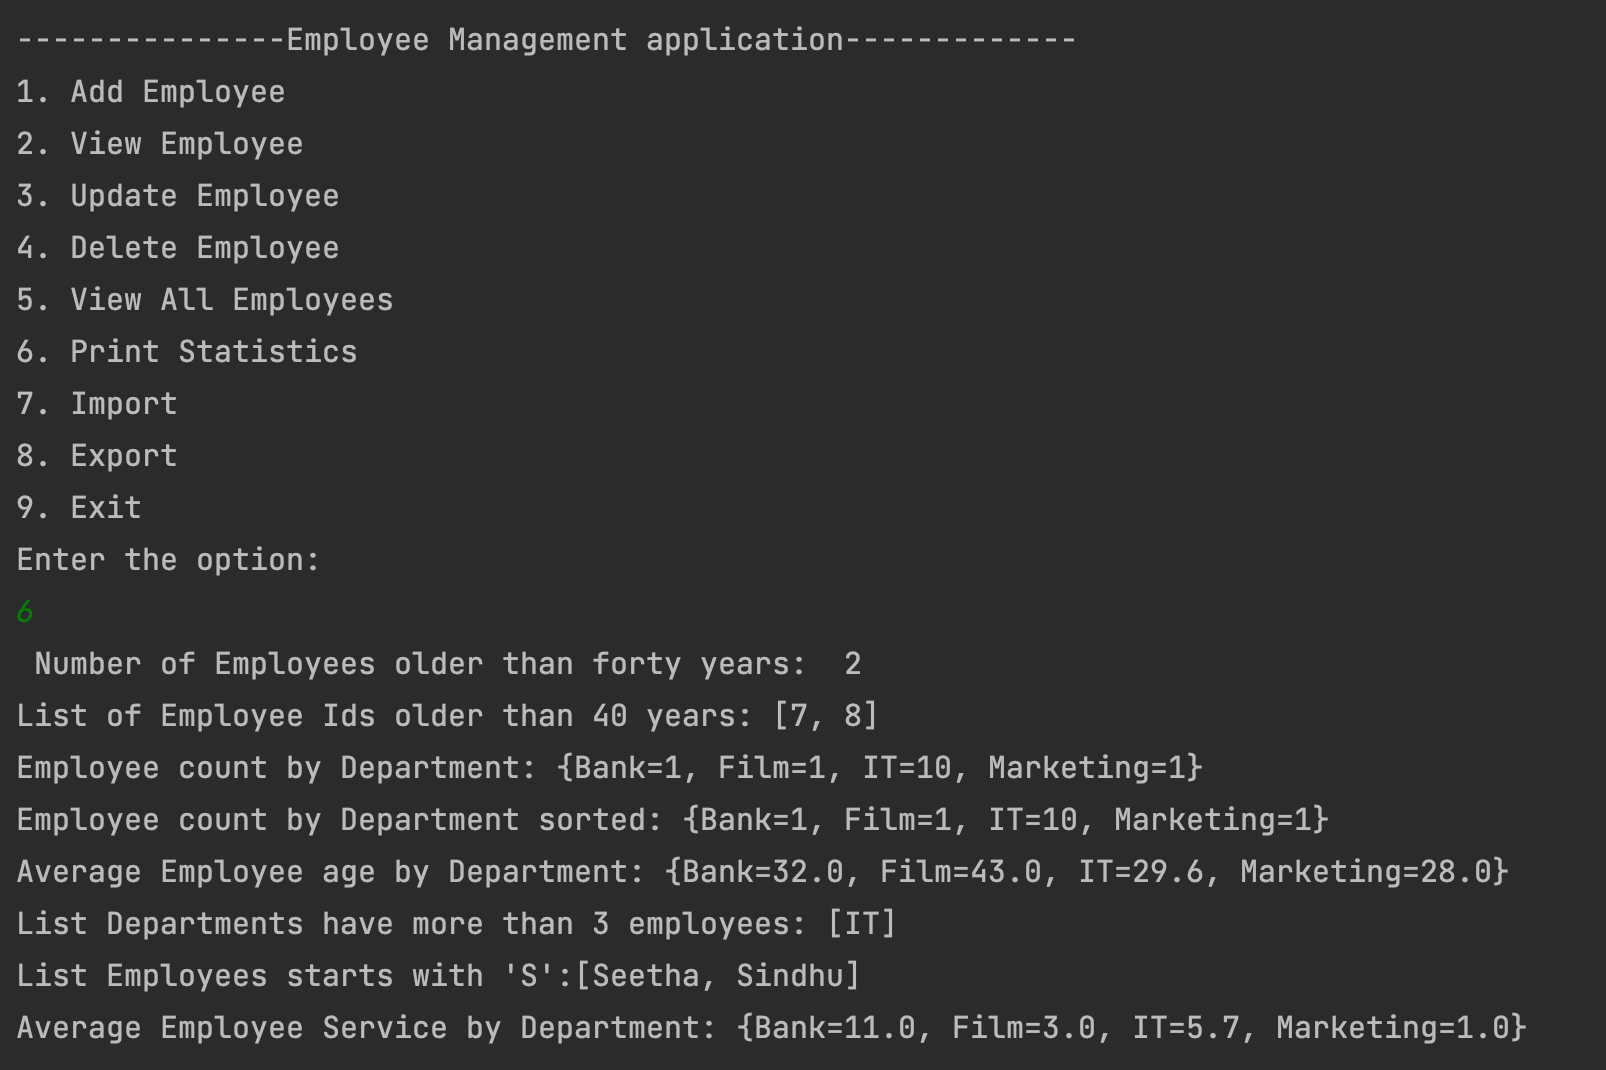 ---------------Employee Management application-------------
1. Add Employee
2. View Employee
3. Update Employee
4. Delete Employee
5. View All Employees
6. Print Statistics
7. Import
8. Export
9. Exit
Enter the option:
6
 Number of Employees older than forty years:  2
List of Employee Ids older than 40 years: [7, 8]
Employee count by Department: {Bank=1, Film=1, IT=10, Marketing=1}
Employee count by Department sorted: {Bank=1, Film=1, IT=10, Marketing=1}
Average Employee age by Department: {Bank=32.0, Film=43.0, IT=29.6, Marketing=28.0}
List Departments have more than 3 employees: [IT]
List Employees starts with 'S':[Seetha, Sindhu]
Average Employee Service by Department: {Bank=11.0, Film=3.0, IT=5.7, Marketing=1.0}